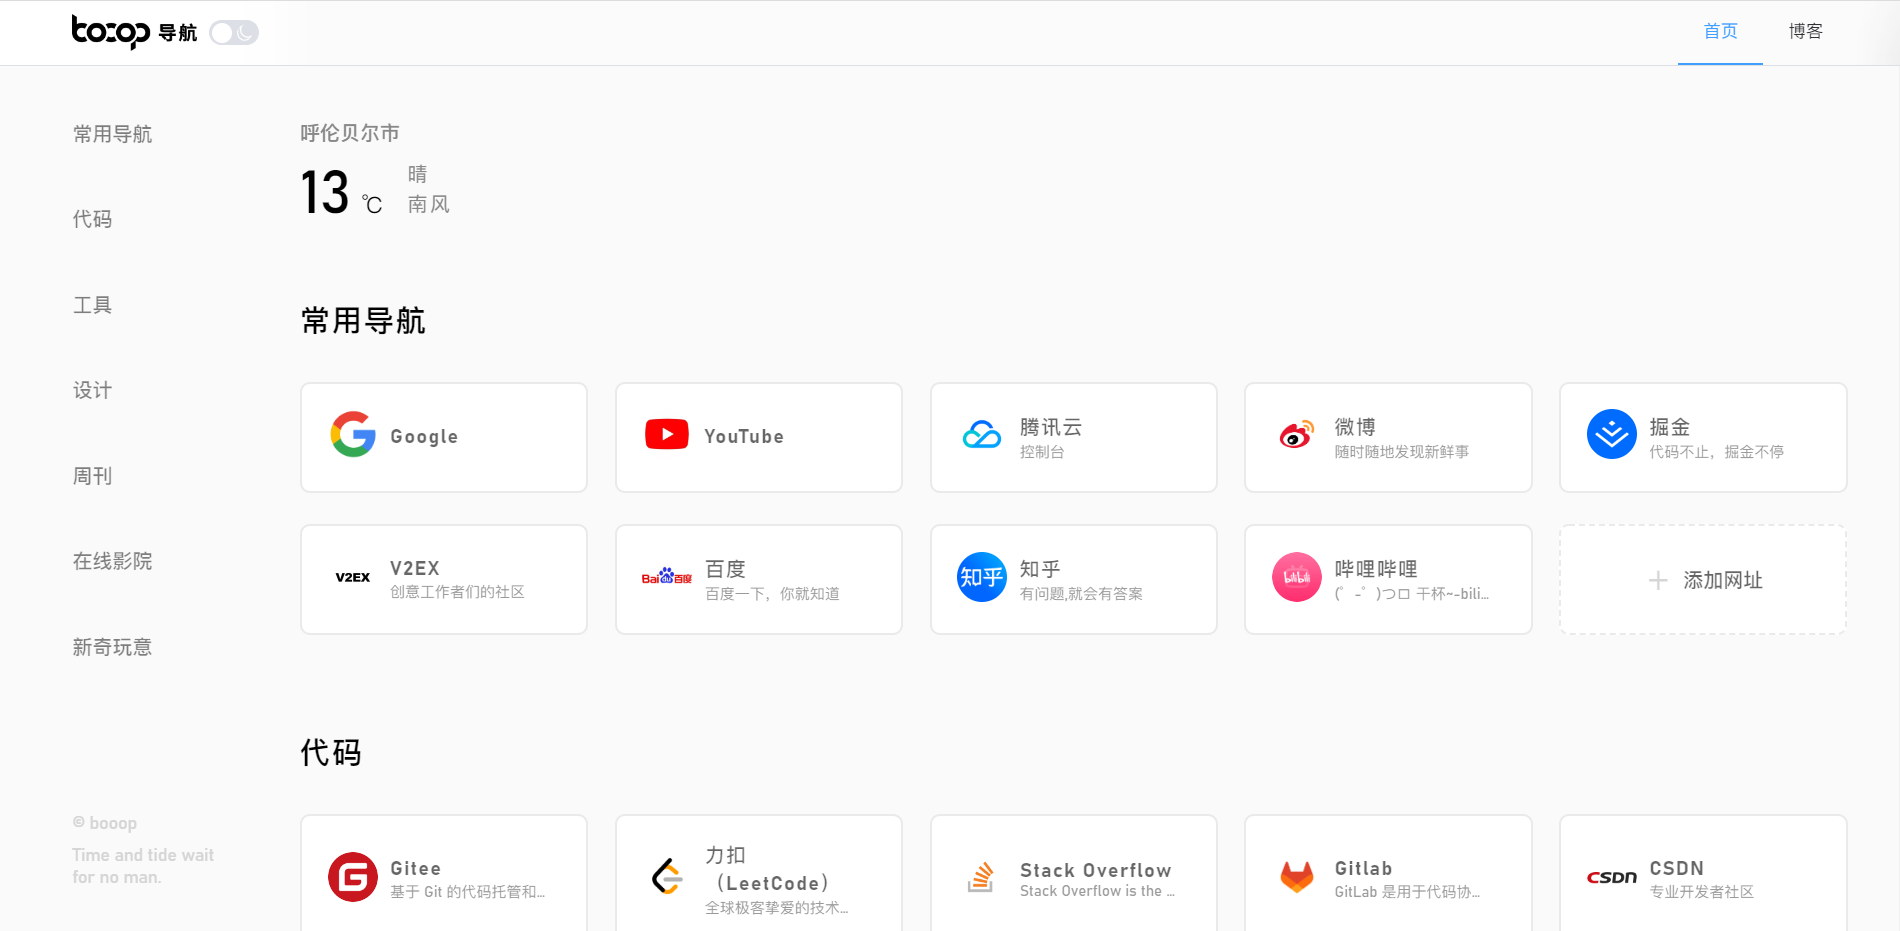 booop 导航
首页
博客
常用导航
代码
工具
设计
周刊
在线影院
新奇玩意
© booop
Time and tide wait
for no man.
呼伦贝尔市
13 ℃
晴
南风
常用导航
Google
YouTube
腾讯云
控制台
微博
随时随地发现新鲜事
掘金
代码不止，掘金不停
V2EX
V2EX
创意工作者们的社区
Bai百度
百度
百度一下，你就知道
知乎
知乎
有问题,就会有答案
bilibili
哔哩哔哩
(゜-゜)つロ 干杯~-bili...
添加网址
代码
Gitee
基于 Git 的代码托管和...
力扣
（LeetCode）
全球极客挚爱的技术...
Stack Overflow
Stack Overflow is the ...
Gitlab
GitLab 是用于代码协...
CSDN
CSDN
专业开发者社区